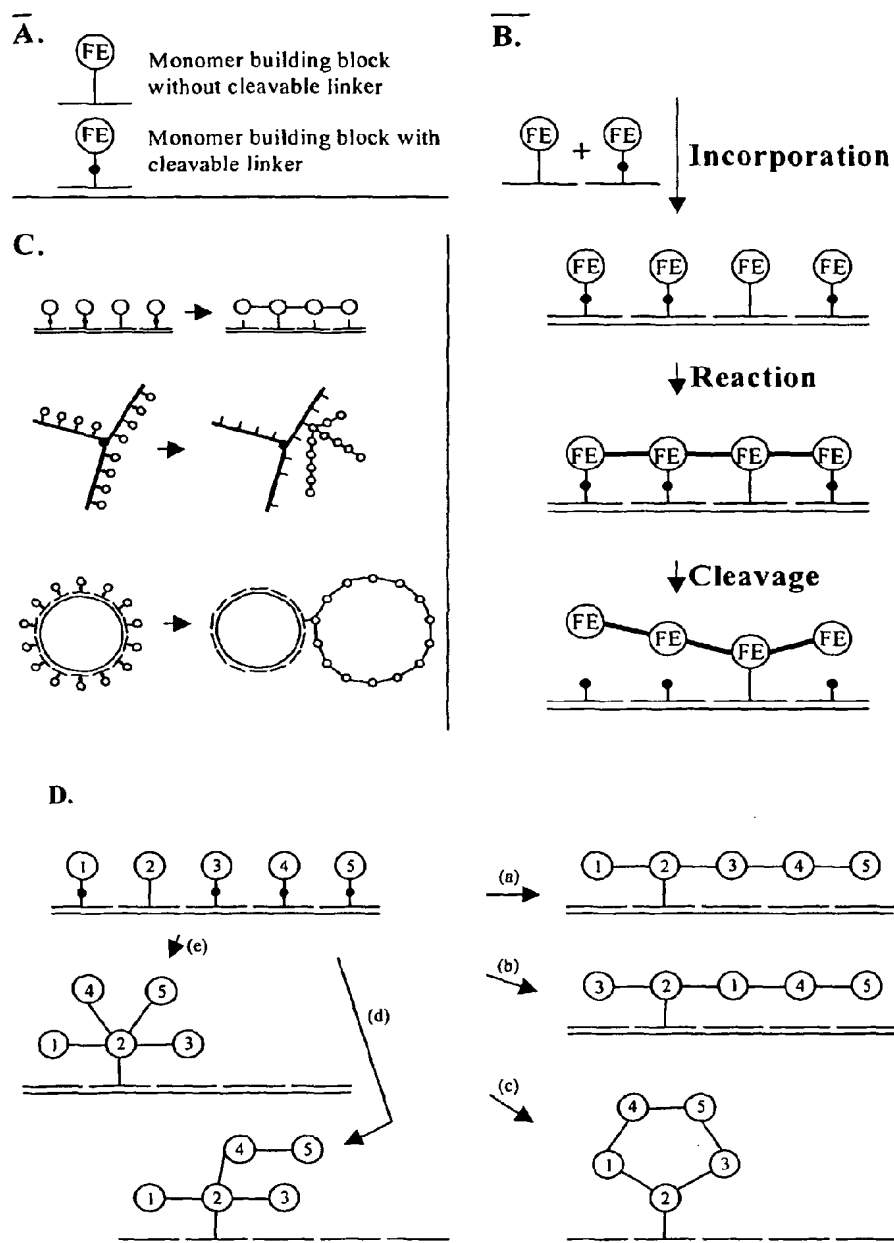 A.
FE
Monomer building block
without cleavable linker
FE
Monomer building block with
cleavable linker
B.
FE + FE
Incorporation
FE FE FE FE
Reaction
FE FE FE FE
Cleavage
FE FE FE FE
C.
D.
1 2 3 4 5
(a)
1 2 3 4 5
(b)
3 2 1 4 5
(c)
4 5
1 3
2
(d)
4 5
1 2 3
(e)
4 5
1 2 3